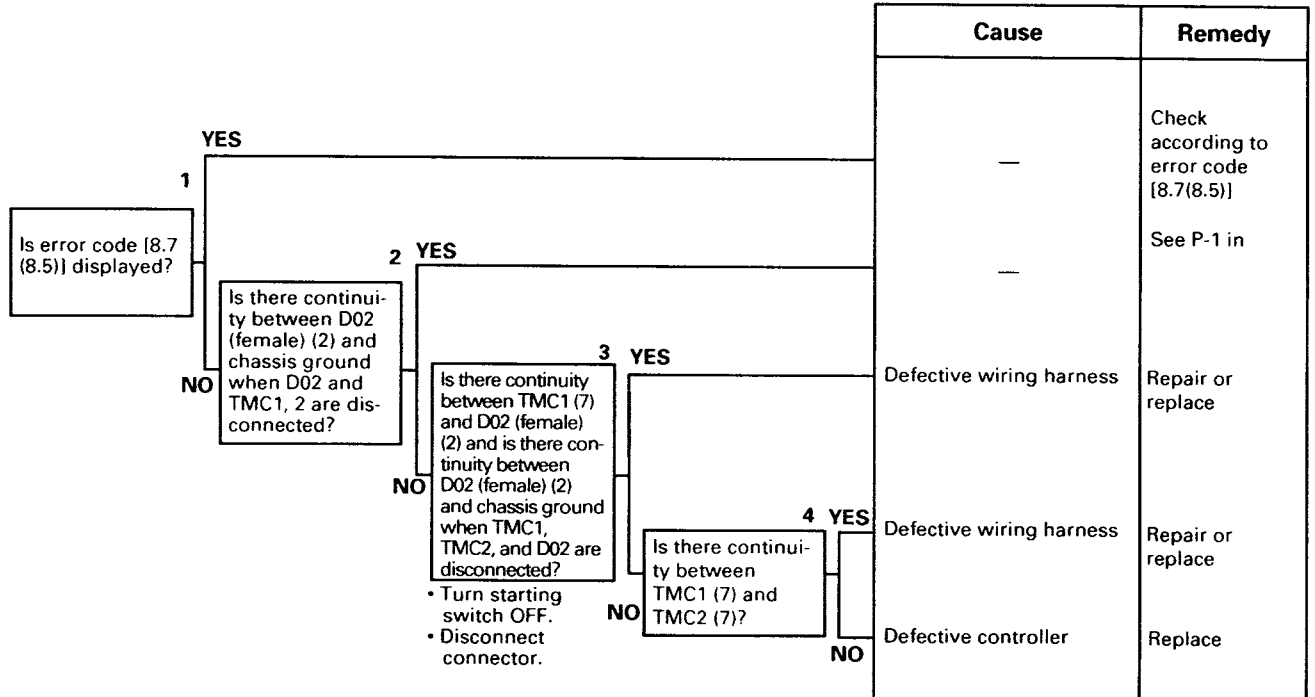 Cause
Remedy
YES
Check
according to
error code
[8.7(8.5)]
—
1
Is error code [8.7
(8.5)] displayed?
See P-1 in
2
YES
—
NO
Is there continui-
ty between D02
(female) (2) and
chassis ground
when D02 and
TMC1, 2 are dis-
connected?
3
YES
Defective wiring harness
Repair or
replace
NO
Is there continuity
between TMC1 (7)
and D02 (female)
(2) and is there con-
tinuity between
D02 (female) (2)
and chassis ground
when TMC1,
TMC2, and D02 are
disconnected?
• Turn starting
switch OFF.
• Disconnect
connector.
4
YES
Defective wiring harness
Repair or
replace
NO
Is there continui-
ty between
TMC1 (7) and
TMC2 (7)?
NO
Defective controller
Replace